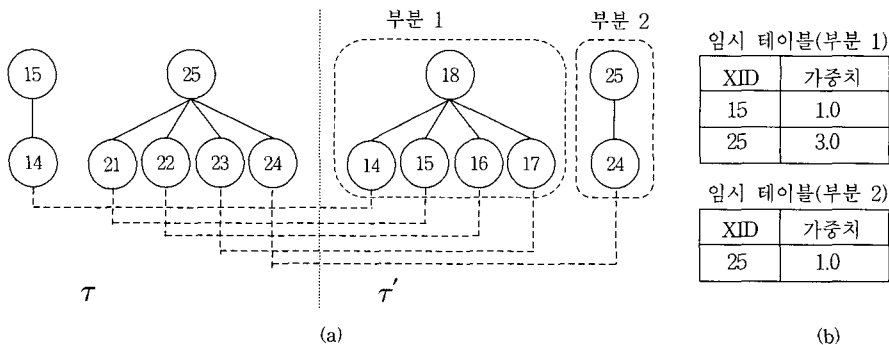 부분 1 부분 2
15 25 18 25
14 21 22 23 24 14 15 16 17 24
τ τ′
(a)
임시 테이블(부분 1)
XID 가중치
15 1.0
25 3.0
임시 테이블(부분 2)
XID 가중치
25 1.0
(b)